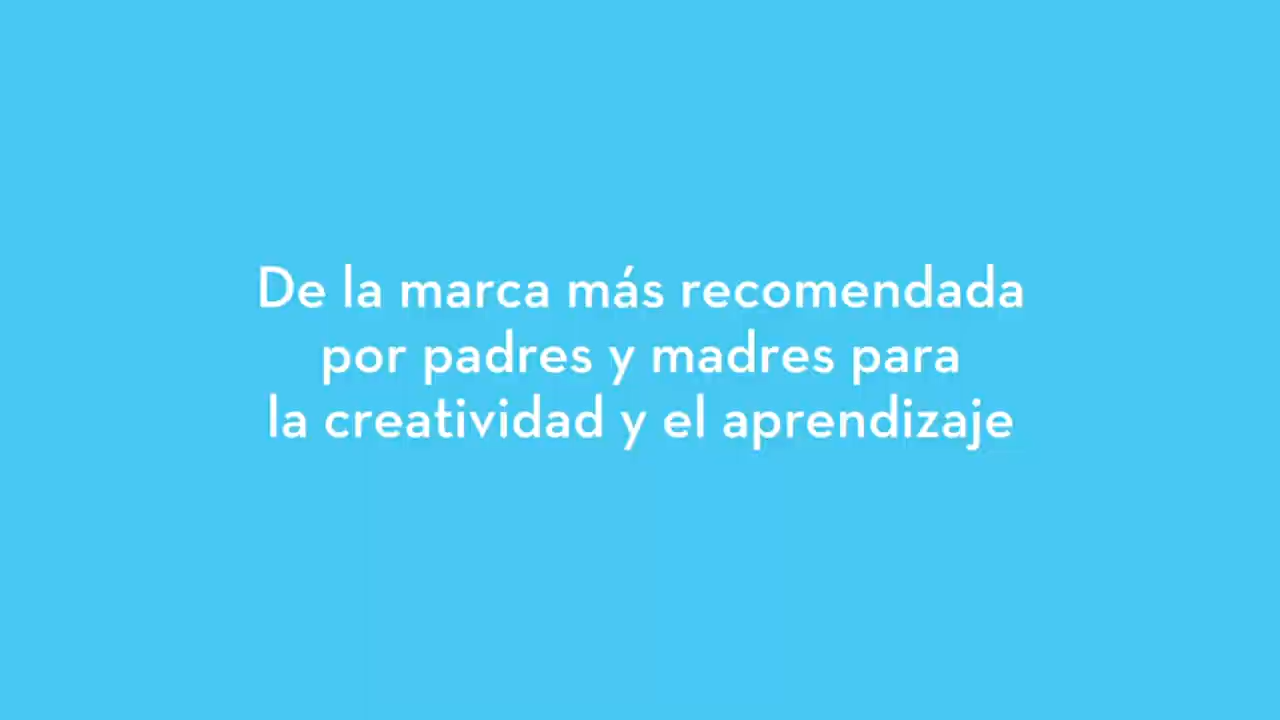 De la marca más recomendada
por padres y madres para
la creatividad y el aprendizaje